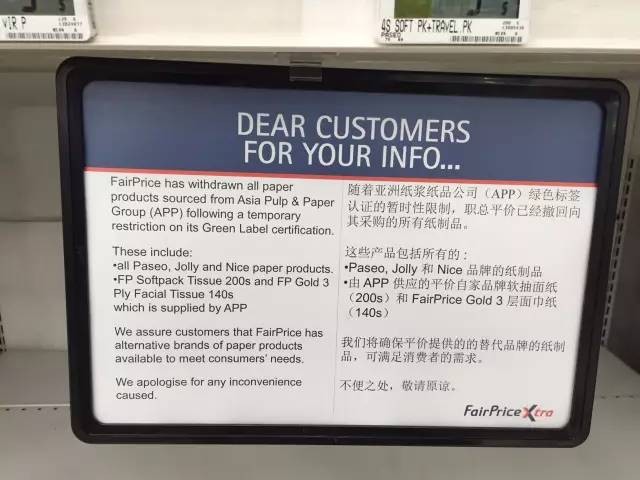 VIR P
4S SOFT PK+TRAVEL PK
PASEO
DEAR CUSTOMERS
FOR YOUR INFO...
FairPrice has withdrawn all paper
products sourced from Asia Pulp & Paper
Group (APP) following a temporary
restriction on its Green Label certification.
These include:
•all Paseo, Jolly and Nice paper products.
•FP Softpack Tissue 200s and FP Gold 3
Ply Facial Tissue 140s
which is supplied by APP
We assure customers that FairPrice has
alternative brands of paper products
available to meet consumers' needs.
We apologise for any inconvenience
caused.
随着亚洲纸浆纸品公司（APP）绿色标签
认证的暂时性限制，职总平价已经撤回向
其采购的所有纸制品。
这些产品包括所有的：
•Paseo, Jolly 和 Nice 品牌的纸制品
•由 APP 供应的平价自家品牌软抽面纸
（200s）和 FairPrice Gold 3 层面巾纸
（140s）
我们将确保平价提供的的替代品牌的纸制
品，可满足消费者的需求。
不便之处，敬请原谅。
FairPrice Xtra